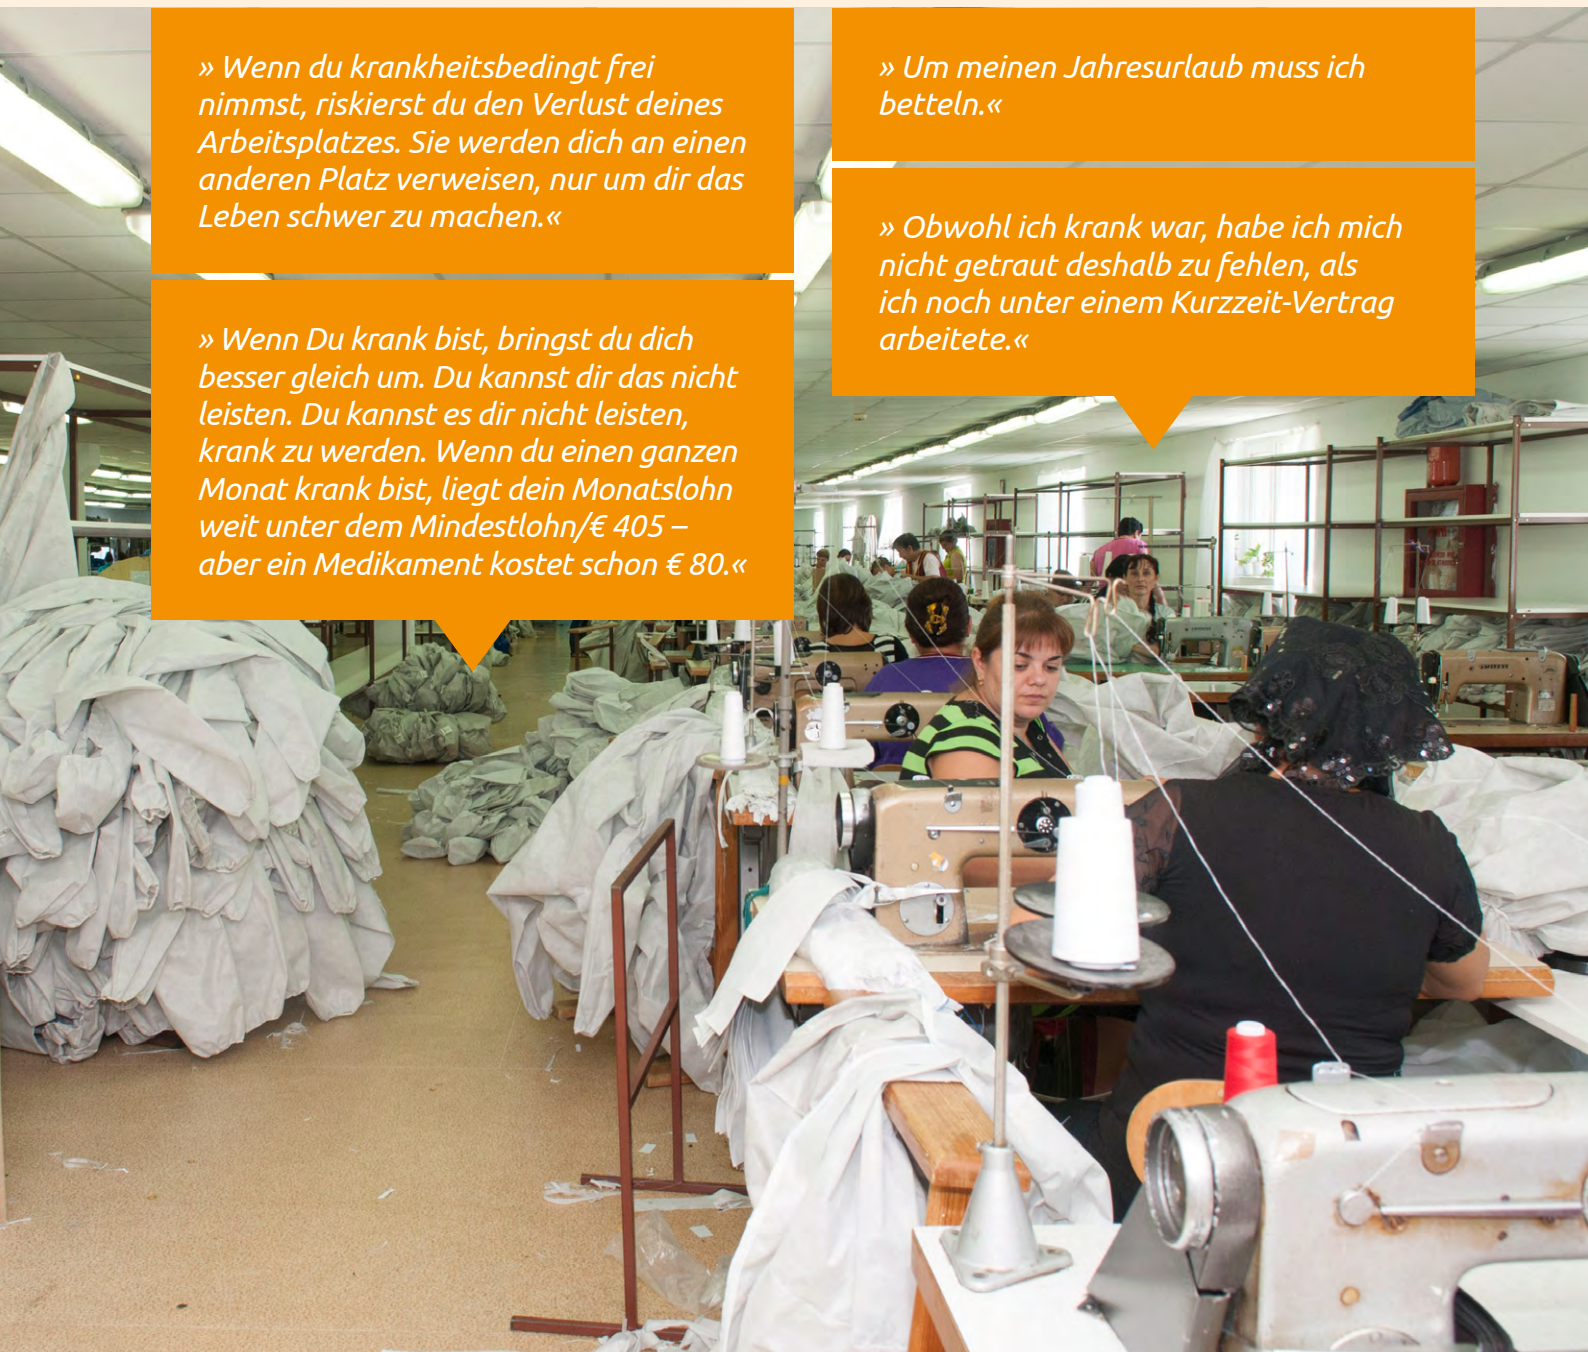 » Wenn du krankheitsbedingt frei
nimmst, riskierst du den Verlust deines
Arbeitsplatzes. Sie werden dich an einen
anderen Platz verweisen, nur um dir das
Leben schwer zu machen.«
» Wenn Du krank bist, bringst du dich
besser gleich um. Du kannst dir das nicht
leisten. Du kannst es dir nicht leisten,
krank zu werden. Wenn du einen ganzen
Monat krank bist, liegt dein Monatslohn
weit unter dem Mindestlohn/€ 405 –
aber ein Medikament kostet schon € 80.«
» Um meinen Jahresurlaub muss ich
betteln.«
» Obwohl ich krank war, habe ich mich
nicht getraut deshalb zu fehlen, als
ich noch unter einem Kurzzeit-Vertrag
arbeitete.«